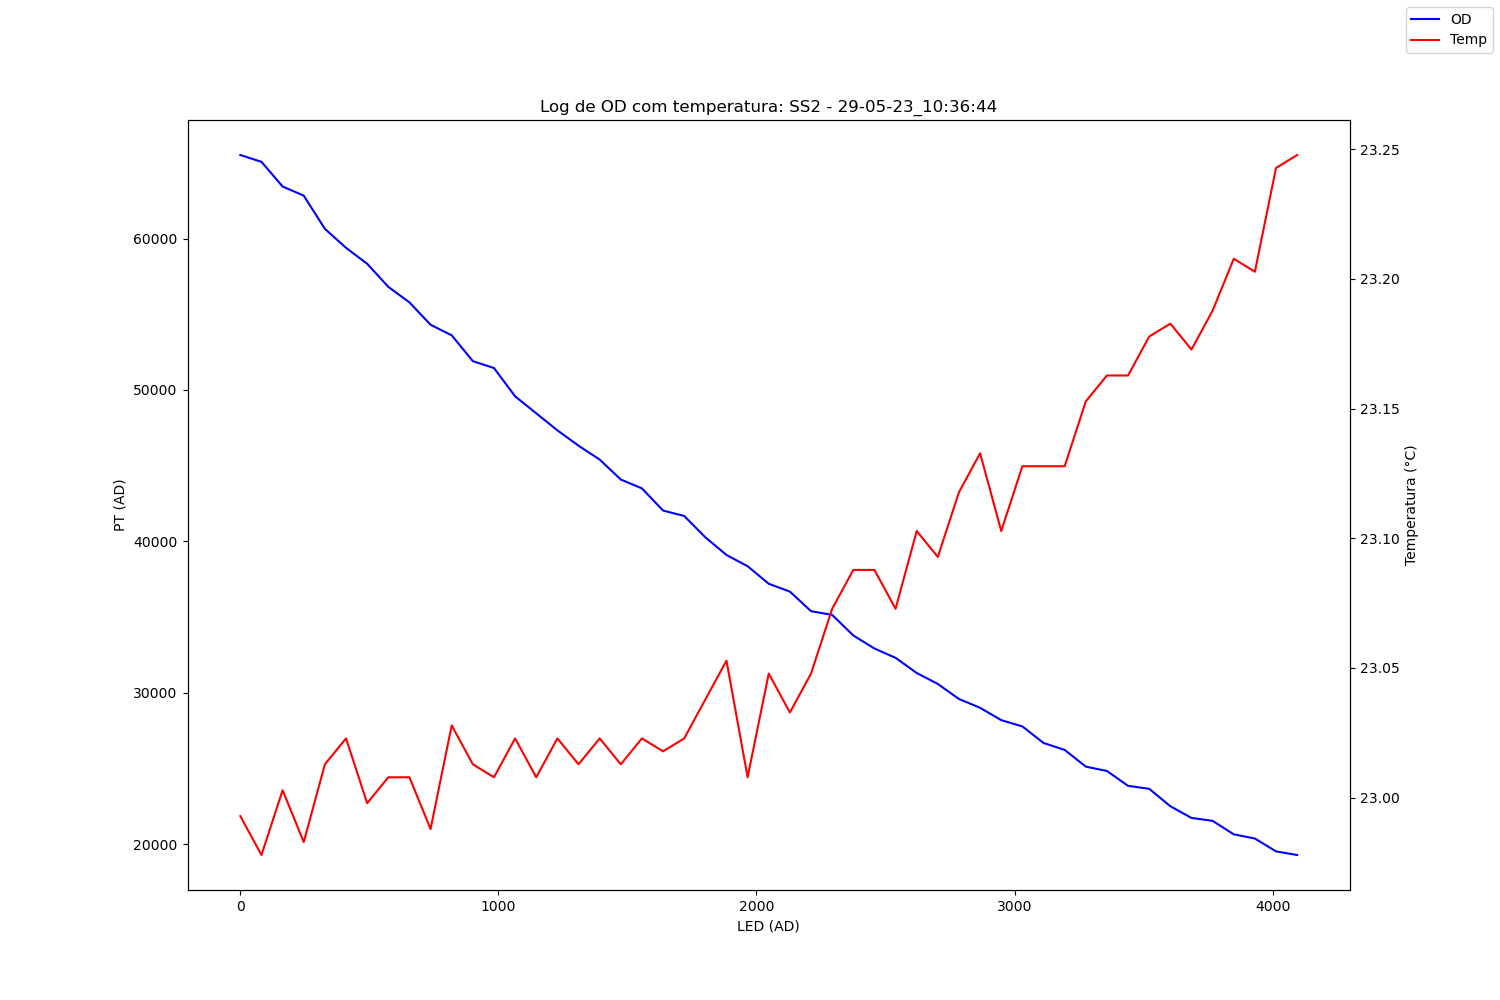 OD
Temp
Log de OD com temperatura: SS2 - 29-05-23_10:36:44
60000
50000
40000
30000
20000
PT (AD)
23.25
23.20
23.15
23.10
23.05
23.00
Temperatura (°C)
0 1000 2000 3000 4000
LED (AD)